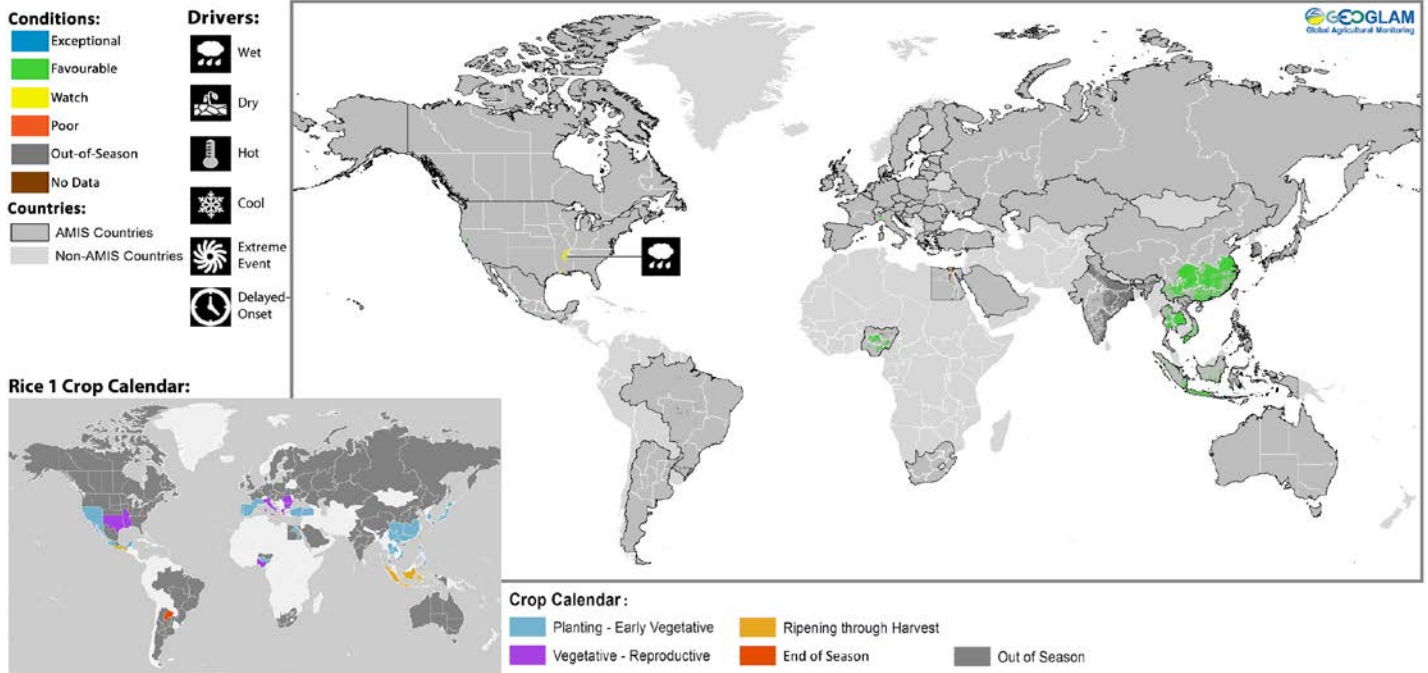 Conditions:
Exceptional
Favourable
Watch
Poor
Out-of-Season
No Data
Countries:
AMIS Countries
Non-AMIS Countries
Drivers:
Wet
Dry
Hot
Cool
Extreme
Event
Delayed-
Onset
GEOGLAM
Global Agricultural Monitoring
Rice 1 Crop Calendar:
Crop Calendar:
Planting - Early Vegetative
Vegetative - Reproductive
Ripening through Harvest
End of Season
Out of Season